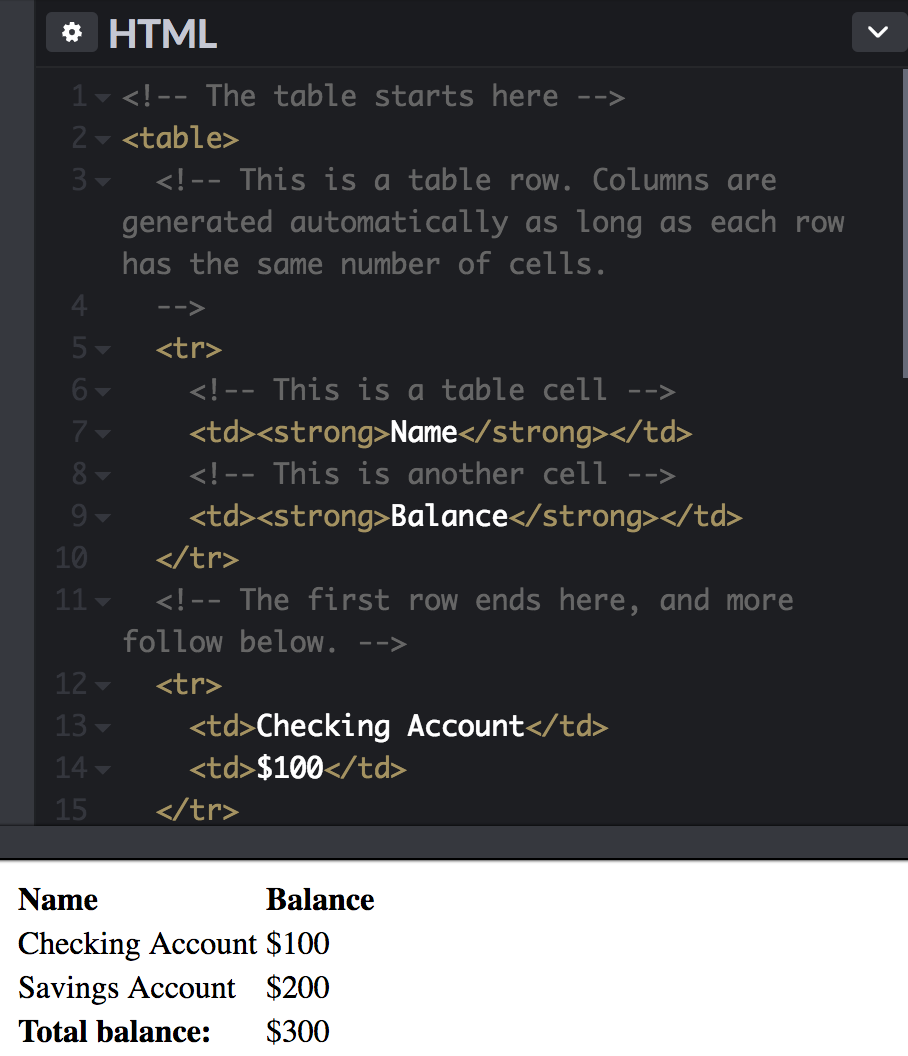 HTML
1 <!-- The table starts here -->
2 <table>
3 <!-- This is a table row. Columns are
generated automatically as long as each row
has the same number of cells.
4 -->
5 <tr>
6 <!-- This is a table cell -->
7 <td><strong>Name</strong></td>
8 <!-- This is another cell -->
9 <td><strong>Balance</strong></td>
10 </tr>
11 <!-- The first row ends here, and more
follow below. -->
12 <tr>
13 <td>Checking Account</td>
14 <td>$100</td>
15 </tr>
Name Balance
Checking Account $100
Savings Account $200
Total balance: $300